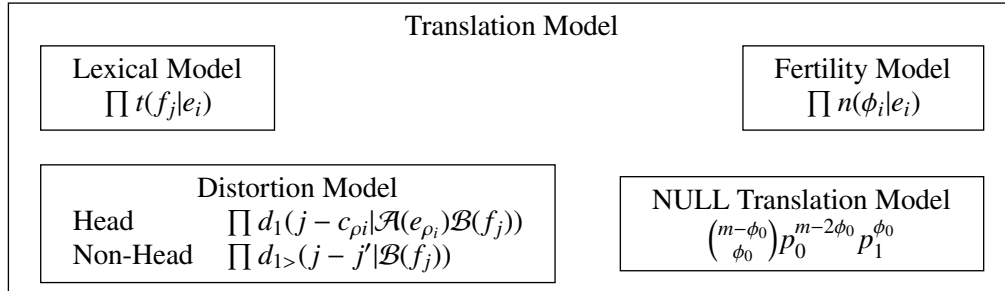 Translation Model
Lexical Model
∏ t(f_j|e_i)
Fertility Model
∏ n(ϕ_i|e_i)
Distortion Model
Head ∏ d_1(j − c_{ρi}|𝒜(e_{ρ_i})ℬ(f_j))
Non-Head ∏ d_{1>}(j − j′|ℬ(f_j))
NULL Translation Model
\binom{m−ϕ_0}{ϕ_0} p_0^{m−2ϕ_0} p_1^{ϕ_0}